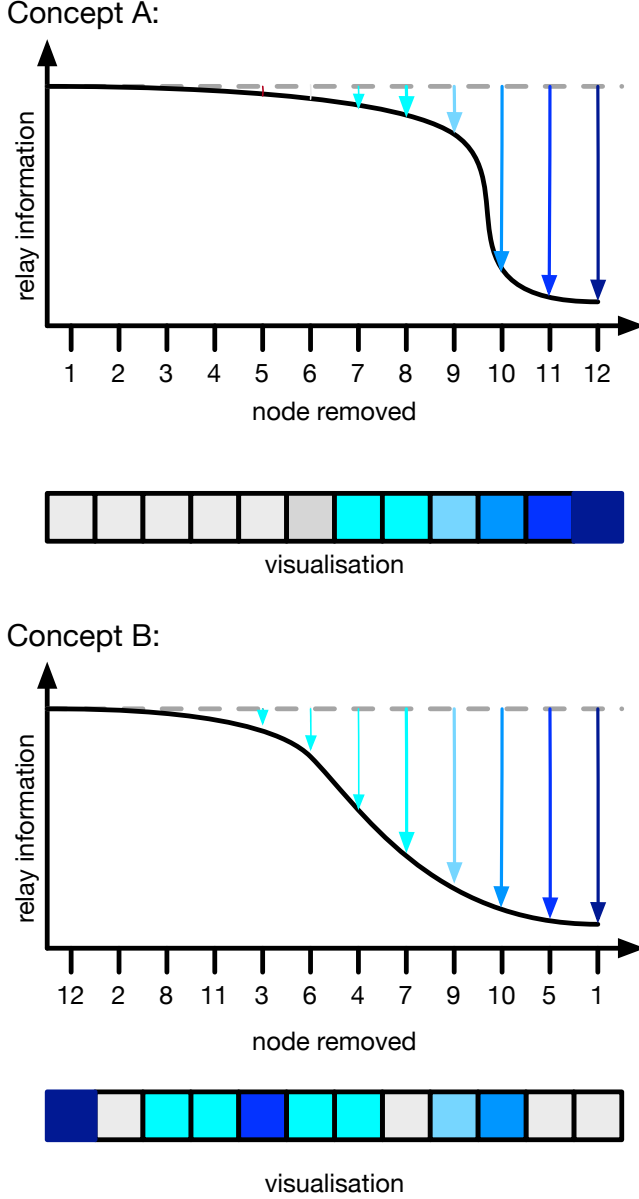 Concept A:
relay information
1 2 3 4 5 6 7 8 9 10 11 12
node removed
visualisation
Concept B:
relay information
12 2 8 11 3 6 4 7 9 10 5 1
node removed
visualisation